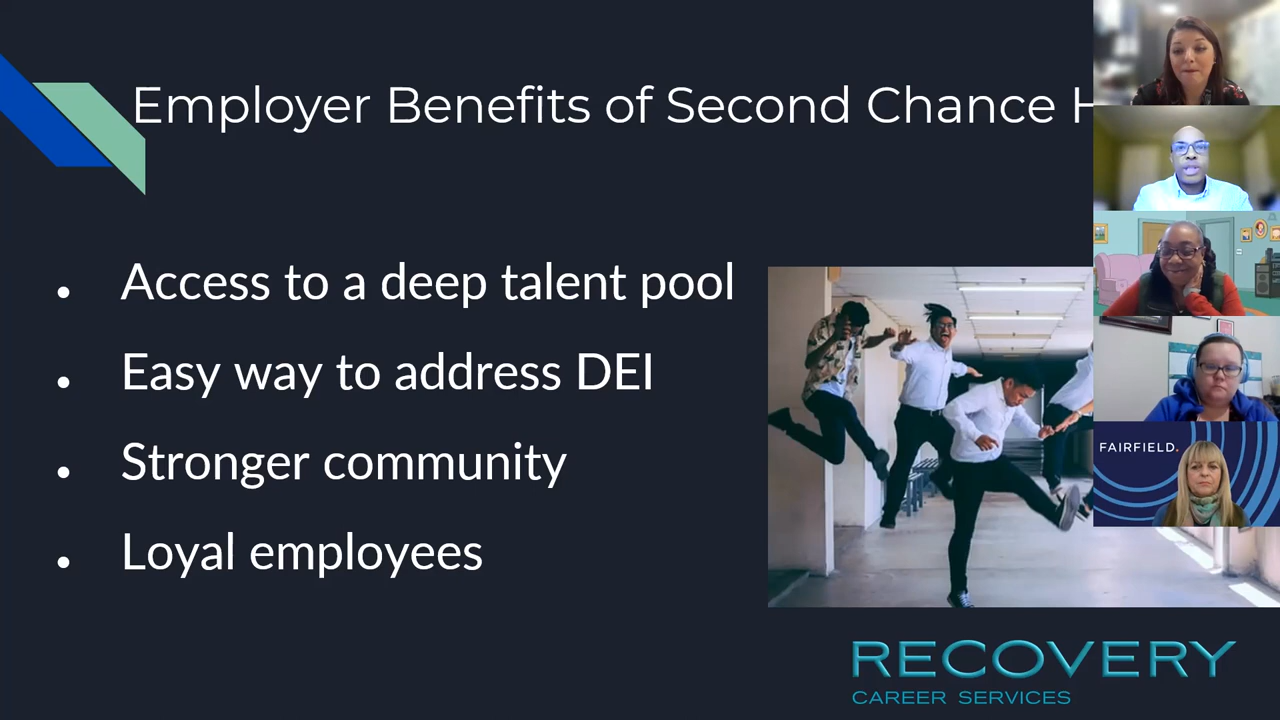 Employer Benefits of Second Chance H
Access to a deep talent pool
Easy way to address DEI
Stronger community
Loyal employees
FAIRFIELD.
RECOVERY
CAREER SERVICES